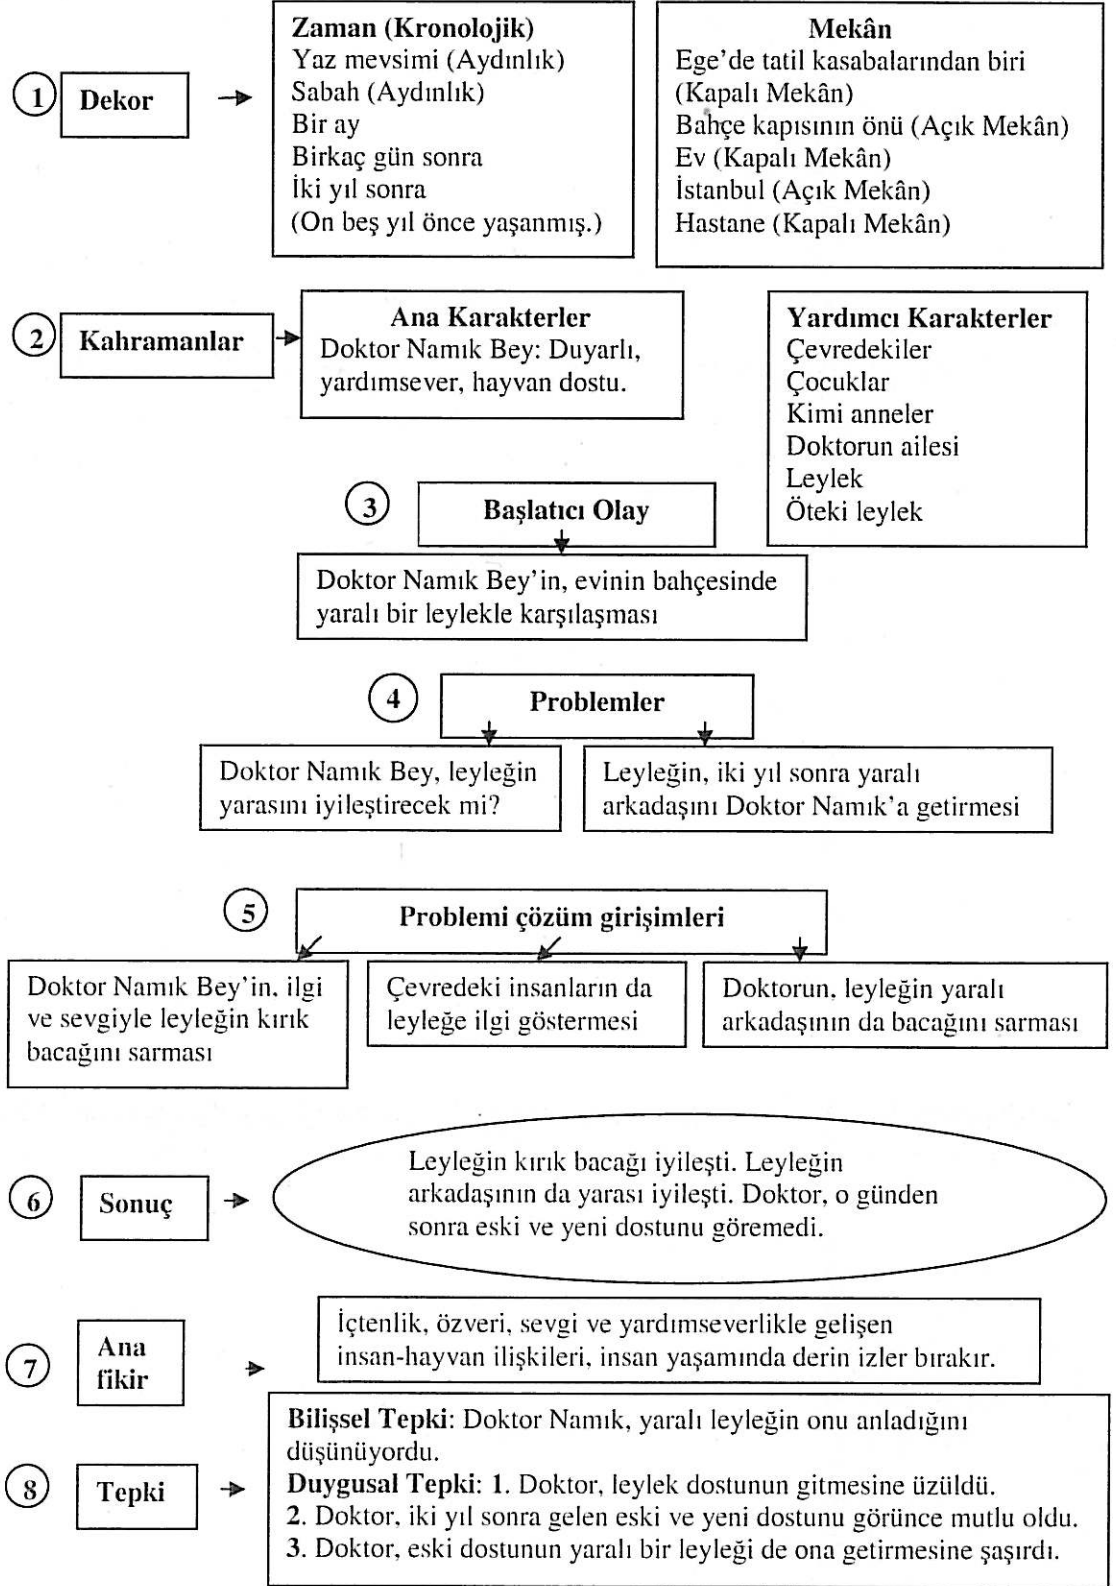 1
Dekor
Zaman (Kronolojik)
Yaz mevsimi (Aydınlık)
Sabah (Aydınlık)
Bir ay
Birkaç gün sonra
İki yıl sonra
(On beş yıl önce yaşanmış.)
Mekân
Ege'de tatil kasabalarından biri
(Kapalı Mekân)
Bahçe kapısının önü (Açık Mekân)
Ev (Kapalı Mekân)
İstanbul (Açık Mekân)
Hastane (Kapalı Mekân)
2
Kahramanlar
Ana Karakterler
Doktor Namık Bey: Duyarlı,
yardımsever, hayvan dostu.
Yardımcı Karakterler
Çevredekiler
Çocuklar
Kimi anneler
Doktorun ailesi
Leylek
Öteki leylek
3
Başlatıcı Olay
Doktor Namık Bey'in, evinin bahçesinde
yaralı bir leylekle karşılaşması
4
Problemler
Doktor Namık Bey, leyleğin
yarasını iyileştirecek mi?
Leyleğin, iki yıl sonra yaralı
arkadaşını Doktor Namık'a getirmesi
5
Problemi çözüm girişimleri
Doktor Namık Bey'in, ilgi
ve sevgiyle leyleğin kırık
bacağını sarması
Çevredeki insanların da
leyleğe ilgi göstermesi
Doktorun, leyleğin yaralı
arkadaşının da bacağını sarması
6
Sonuç
Leyleğin kırık bacağı iyileşti. Leyleğin
arkadaşının da yarası iyileşti. Doktor, o günden
sonra eski ve yeni dostunu göremedi.
7
Ana
fikir
İçtenlik, özveri, sevgi ve yardımseverlikle gelişen
insan-hayvan ilişkileri, insan yaşamında derin izler bırakır.
8
Tepki
Bilişsel Tepki: Doktor Namık, yaralı leyleğin onu anladığını
düşünüyordu.
Duygusal Tepki: 1. Doktor, leylek dostunun gitmesine üzüldü.
2. Doktor, iki yıl sonra gelen eski ve yeni dostunu görünce mutlu oldu.
3. Doktor, eski dostunun yaralı bir leyleği de ona getirmesine şaşırdı.